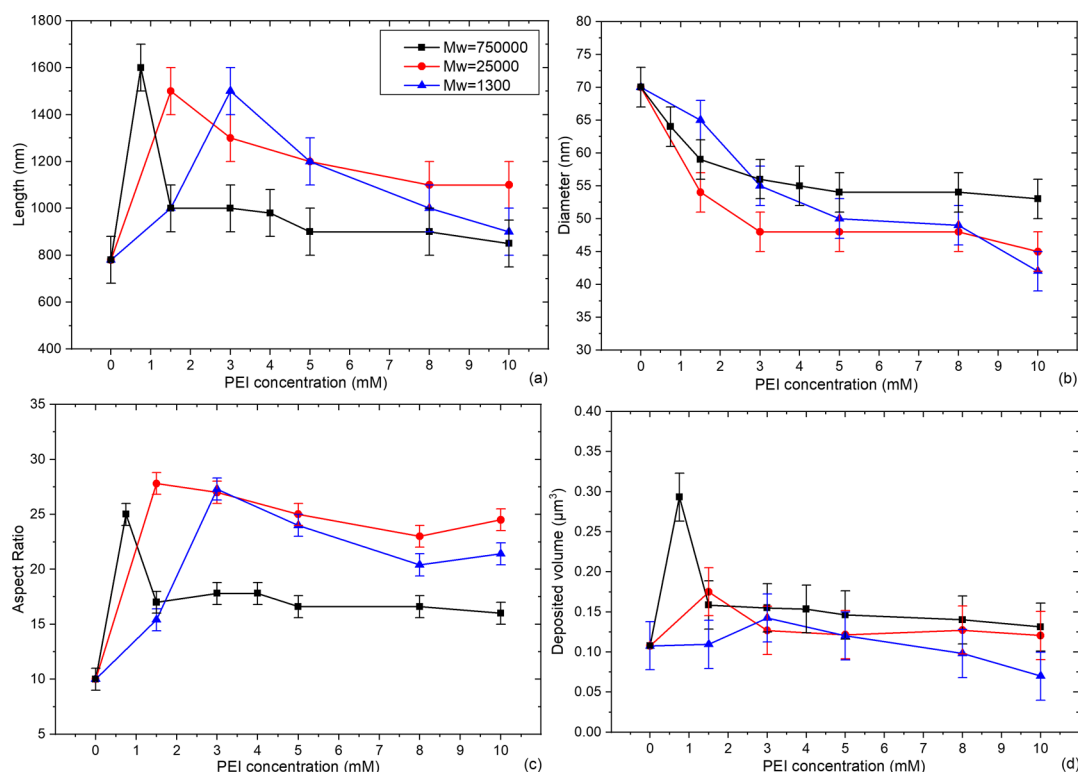 1800
1600
1400
1200
1000
800
600
400
Length (nm)
Mw=750000
Mw=25000
Mw=1300
0 1 2 3 4 5 6 7 8 9 10
PEI concentration (mM)
(a)
80
75
70
65
60
55
50
45
40
35
30
Diameter (nm)
0 1 2 3 4 5 6 7 8 9 10
PEI concentration (mM)
(b)
35
30
25
20
15
10
5
Aspect Ratio
0 1 2 3 4 5 6 7 8 9 10
PEI concentration (mM)
(c)
0.40
0.35
0.30
0.25
0.20
0.15
0.10
0.05
0.00
Deposited volume (µm³)
0 1 2 3 4 5 6 7 8 9 10
PEI concentration (mM)
(d)